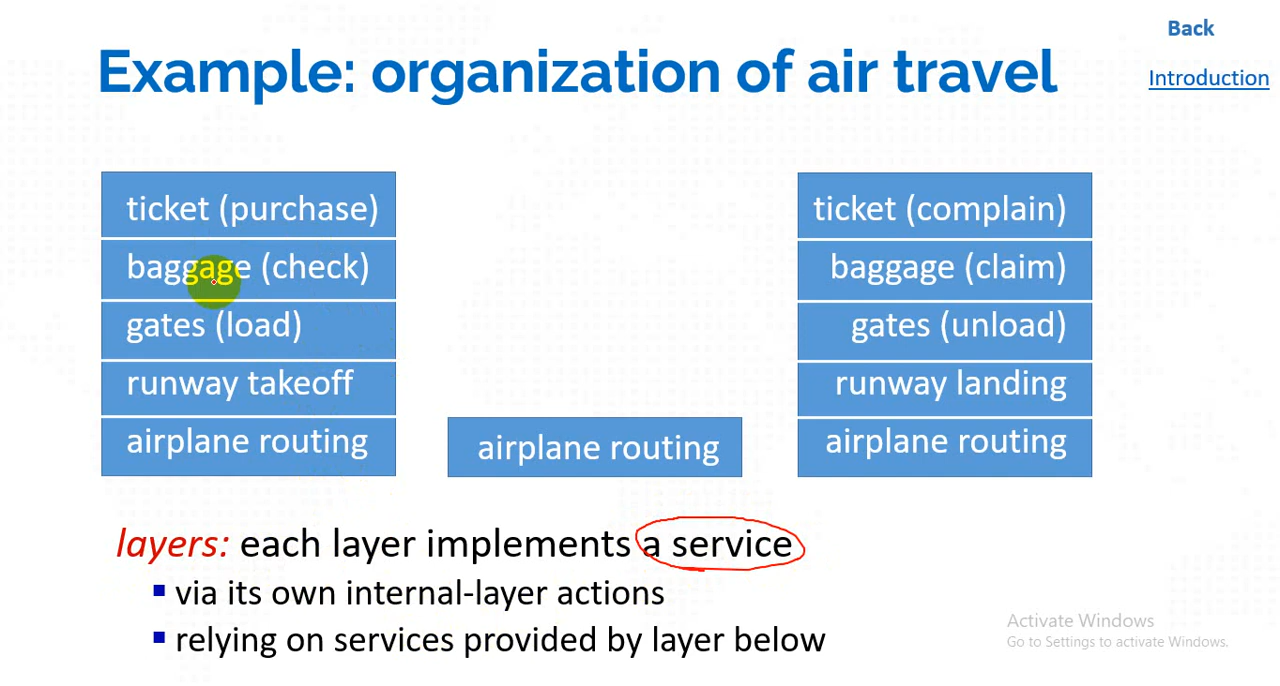 Back
Example: organization of air travel
Introduction
ticket (purchase)
baggage (check)
gates (load)
runway takeoff
airplane routing
airplane routing
ticket (complain)
baggage (claim)
gates (unload)
runway landing
airplane routing
layers: each layer implements a service
via its own internal-layer actions
relying on services provided by layer below
Activate Windows
Go to Settings to activate Windows.